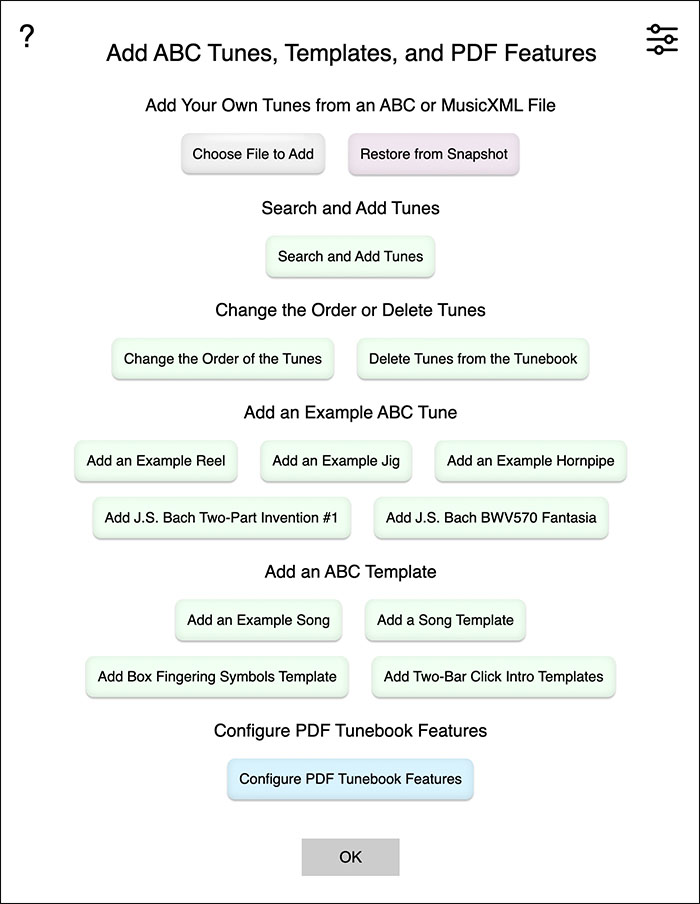 ?
Add ABC Tunes, Templates, and PDF Features
Add Your Own Tunes from an ABC or MusicXML File
Choose File to Add Restore from Snapshot
Search and Add Tunes
Search and Add Tunes
Change the Order or Delete Tunes
Change the Order of the Tunes Delete Tunes from the Tunebook
Add an Example ABC Tune
Add an Example Reel Add an Example Jig Add an Example Hornpipe
Add J.S. Bach Two-Part Invention #1 Add J.S. Bach BWV570 Fantasia
Add an ABC Template
Add an Example Song Add a Song Template
Add Box Fingering Symbols Template Add Two-Bar Click Intro Templates
Configure PDF Tunebook Features
Configure PDF Tunebook Features
OK